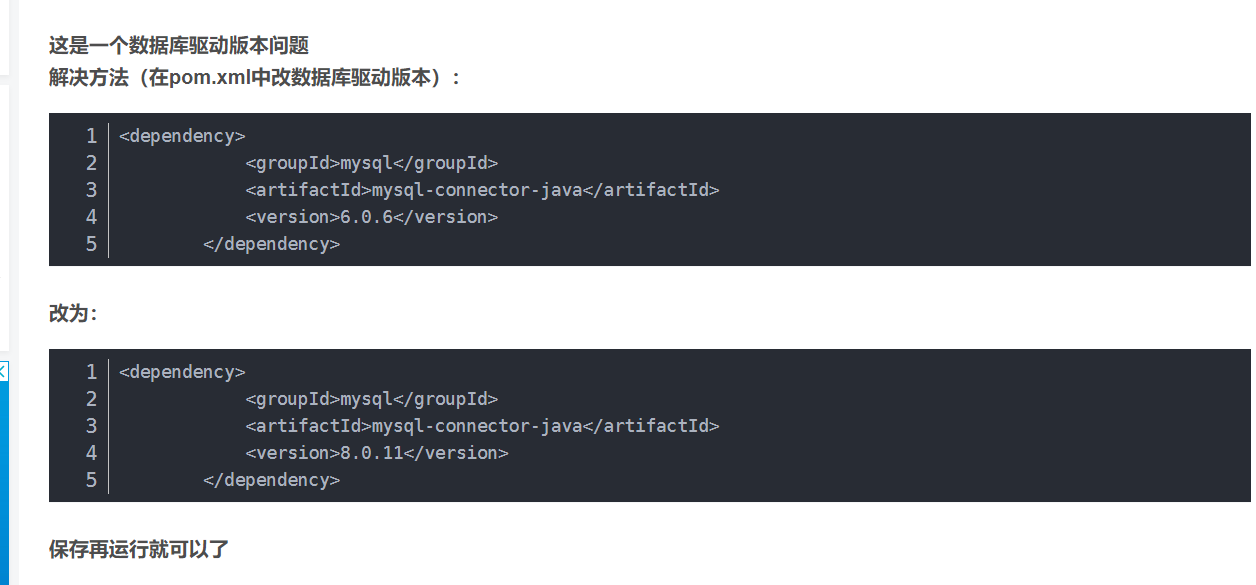 这是一个数据库驱动版本问题
解决方法（在pom.xml中改数据库驱动版本）：
1 <dependency>
2             <groupId>mysql</groupId>
3             <artifactId>mysql-connector-java</artifactId>
4             <version>6.0.6</version>
5         </dependency>
改为：
1 <dependency>
2             <groupId>mysql</groupId>
3             <artifactId>mysql-connector-java</artifactId>
4             <version>8.0.11</version>
5         </dependency>
保存再运行就可以了